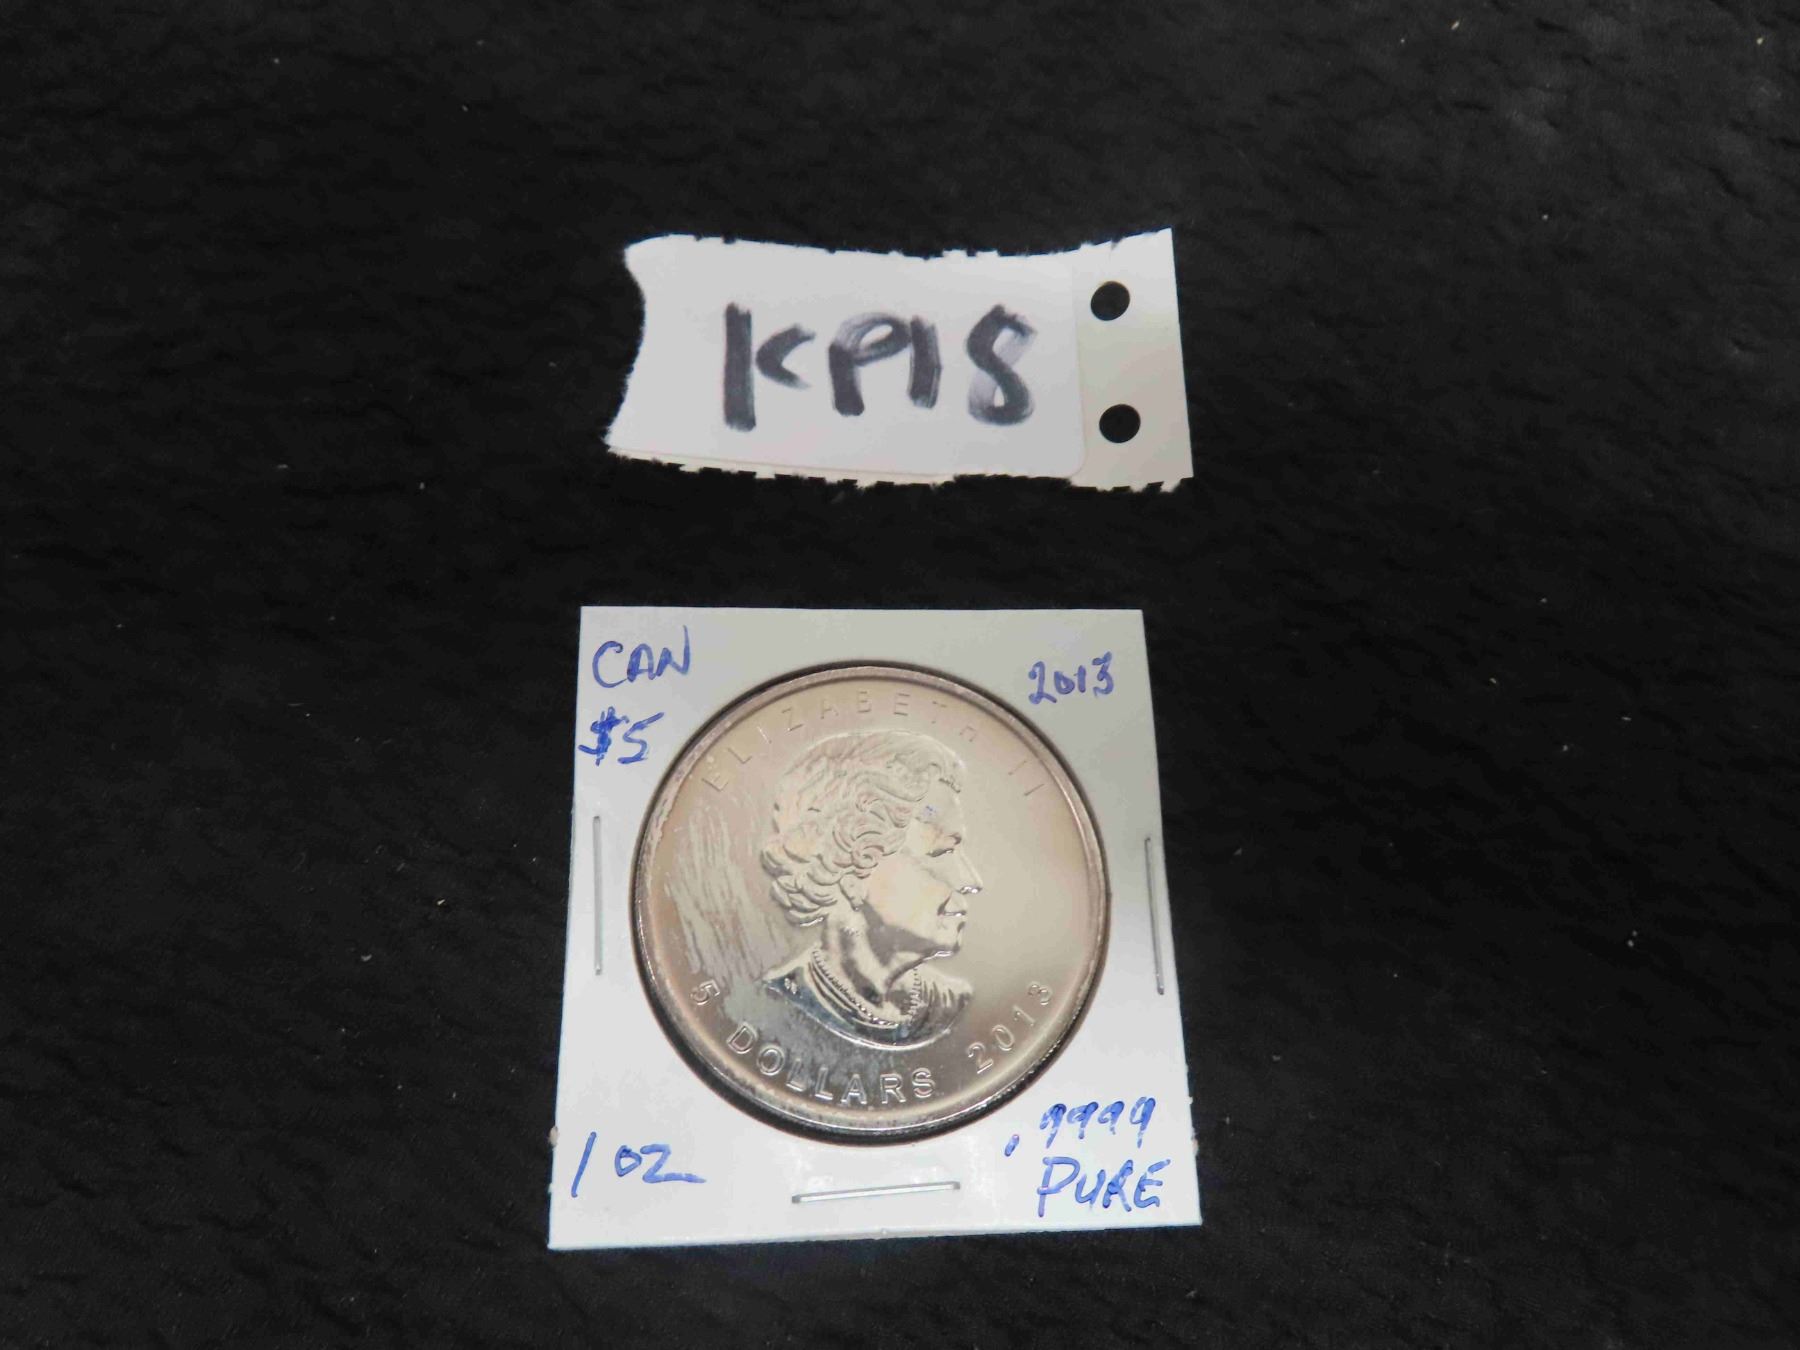 KP18
CAN
$5
2013
ELIZABETH II
5 DOLLARS 2013
1 OZ
.9999
PURE